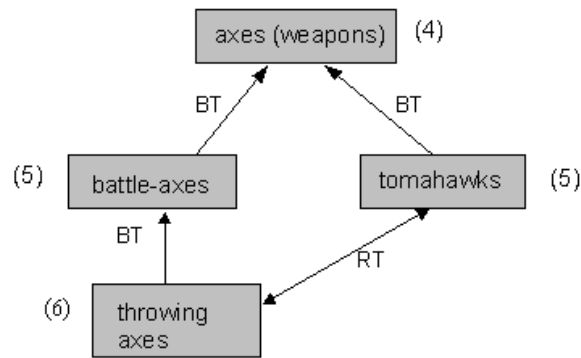 axes (weapons)
(4)
BT
BT
(5)
battle-axes
tomahawks
(5)
BT
RT
(6)
throwing
axes